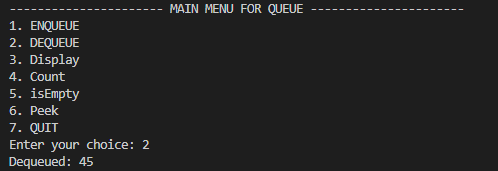 ---------------------- MAIN MENU FOR QUEUE ----------------------
1. ENQUEUE
2. DEQUEUE
3. Display
4. Count
5. isEmpty
6. Peek
7. QUIT
Enter your choice: 2
Dequeued: 45